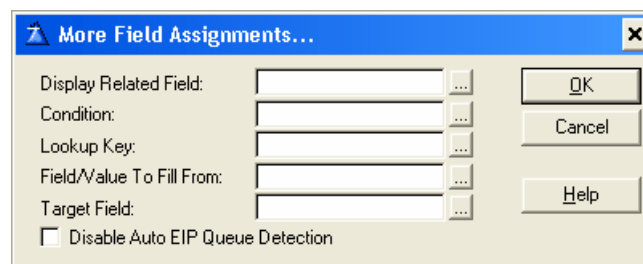 More Field Assignments...
Display Related Field: ...
Condition: ...
Lookup Key: ...
Field/Value To Fill From: ...
Target Field: ...
Disable Auto EIP Queue Detection
OK
Cancel
Help